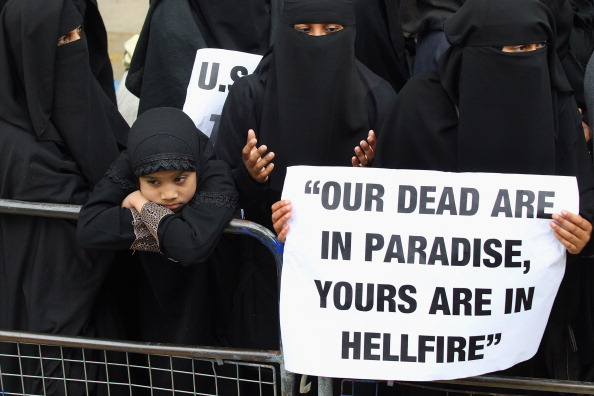 U.S
"OUR DEAD ARE
IN PARADISE,
YOURS ARE IN
HELLFIRE"